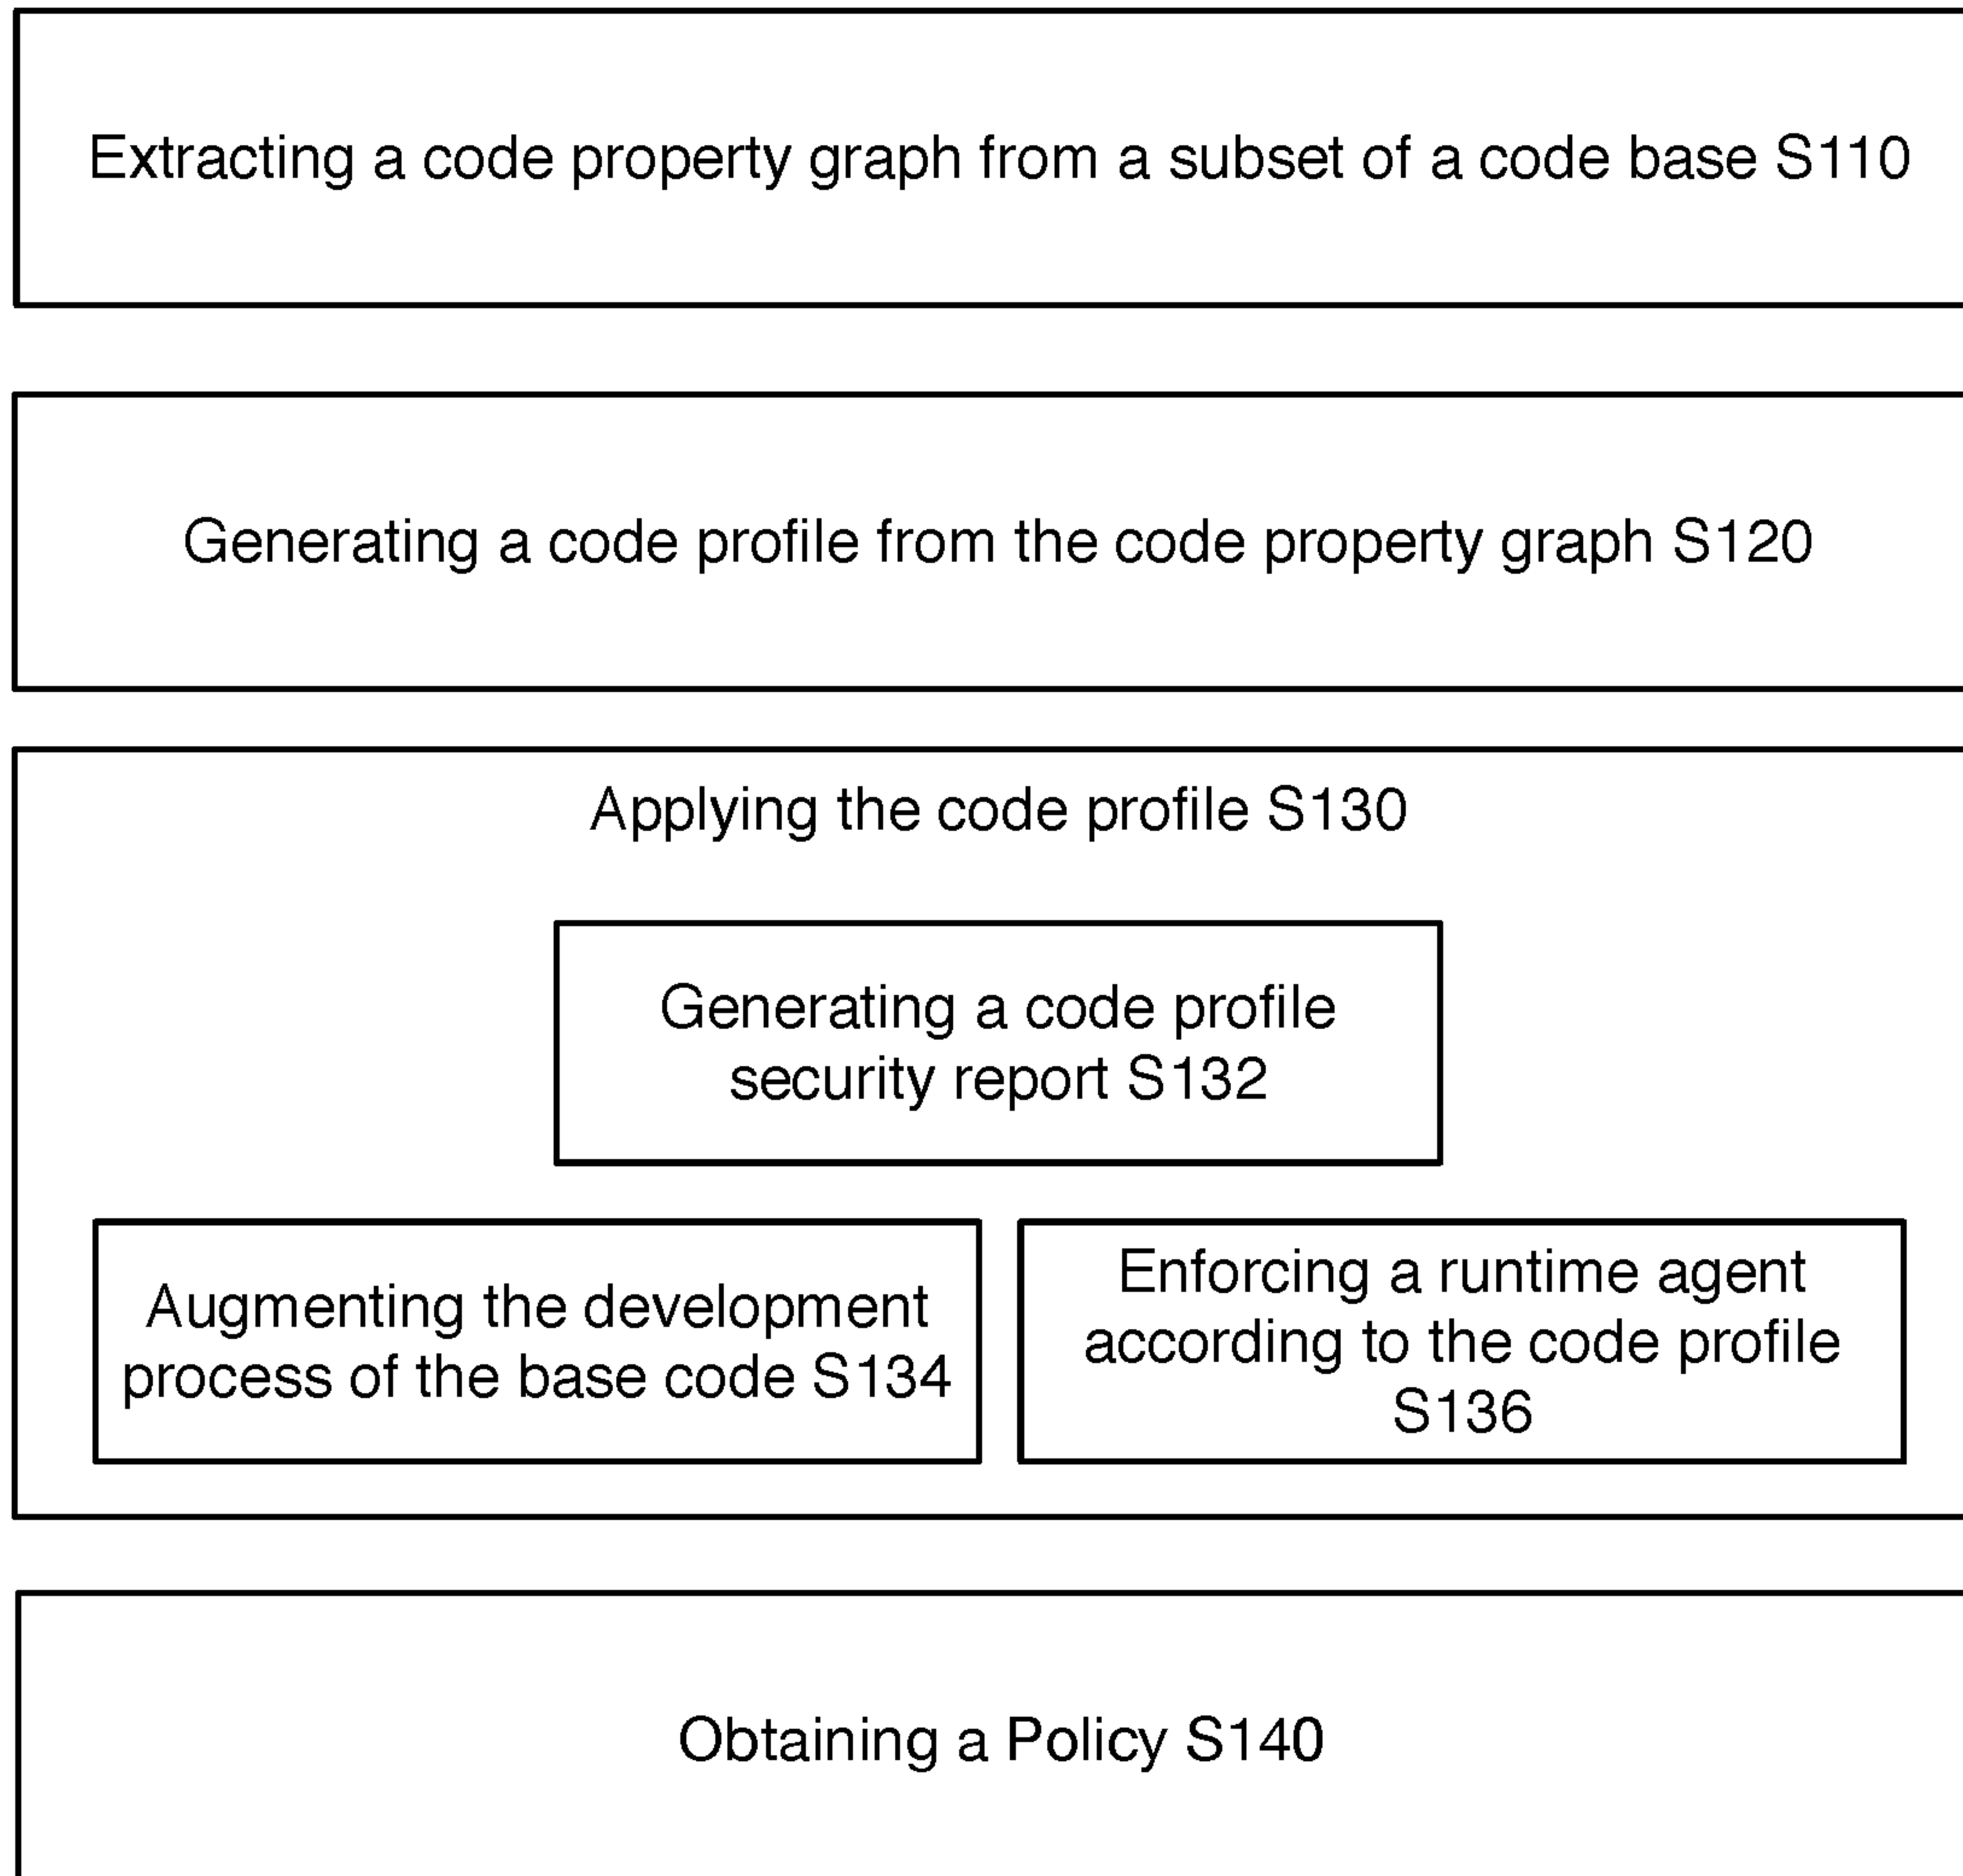 Extracting a code property graph from a subset of a code base S110
Generating a code profile from the code property graph S120
Applying the code profile S130
Generating a code profile
security report S132
Augmenting the development
process of the base code S134
Enforcing a runtime agent
according to the code profile
S136
Obtaining a Policy S140